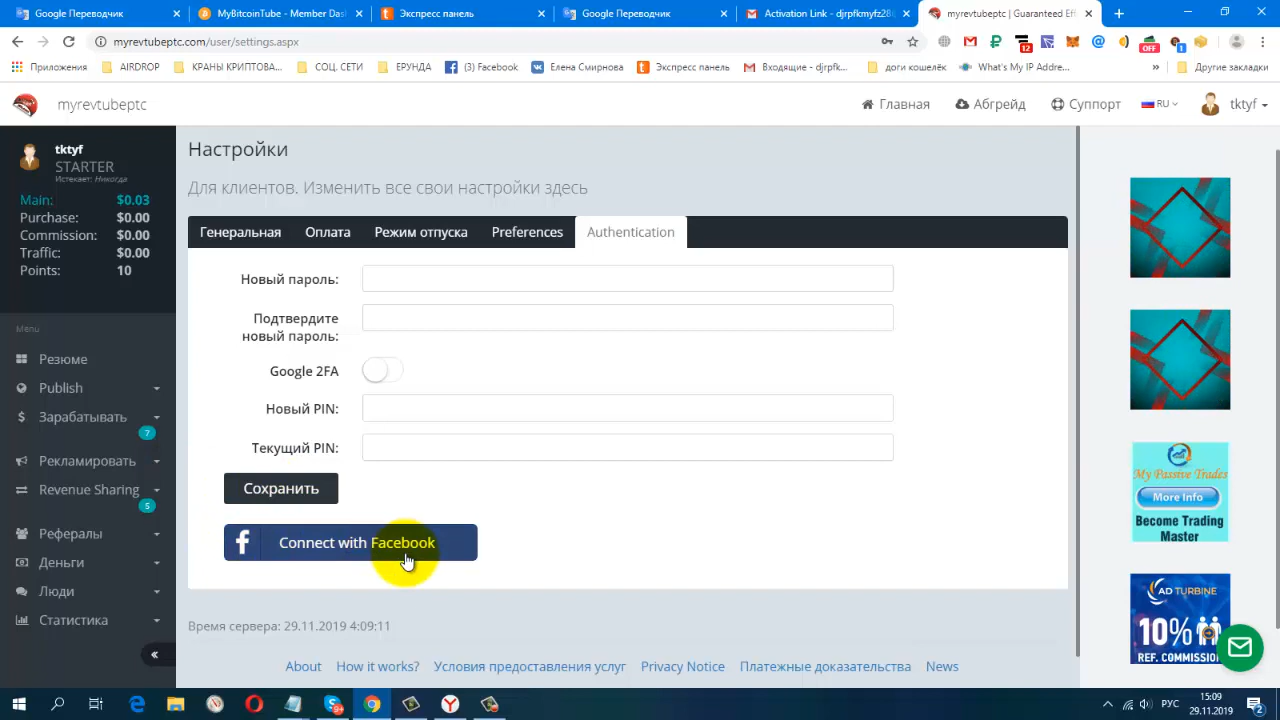 Google Переводчик
MyBitcoinTube - Member Das
Экспресс панель
Google Переводчик
Activation Link - djrpfkmyfz28@
myrevtubeptc | Guaranteed Eff
myrevtubeptc.com/user/settings.aspx
12
OFF
1
Приложения
AIRDROP
КРАНЫ КРИПТОВА...
СОЦ. СЕТИ
ЕРУНДА
(3) Facebook
Елена Смирнова
Экспресс панель
Входящие - djrpfk...
доги кошелёк
What's My IP Addre...
»
Другие закладки
myrevtubeptc
Главная
Абгрейд
Суппорт
RU
tktyf
tktyf
STARTER
Истекает: Никогда
Main: $0.03
Purchase: $0.00
Commission: $0.00
Traffic: $0.00
Points: 10
Menu
Резюме
Publish
Зарабатывать
7
Рекламировать
Revenue Sharing
5
Рефералы
Деньги
Люди
Статистика
«
Настройки
Для клиентов. Изменить все свои настройки здесь
Генеральная
Оплата
Режим отпуска
Preferences
Authentication
Новый пароль:
Подтвердите
новый пароль:
Google 2FA
Новый PIN:
Текущий PIN:
Сохранить
Connect with Facebook
Время сервера: 29.11.2019 4:09:11
About
How it works?
Условия предоставления услуг
Privacy Notice
Платежные доказательства
News
My Passive Trades
More Info
Become Trading
Master
AD TURBINE
10%
REF. COMMISSION
РУС
15:09
29.11.2019
2